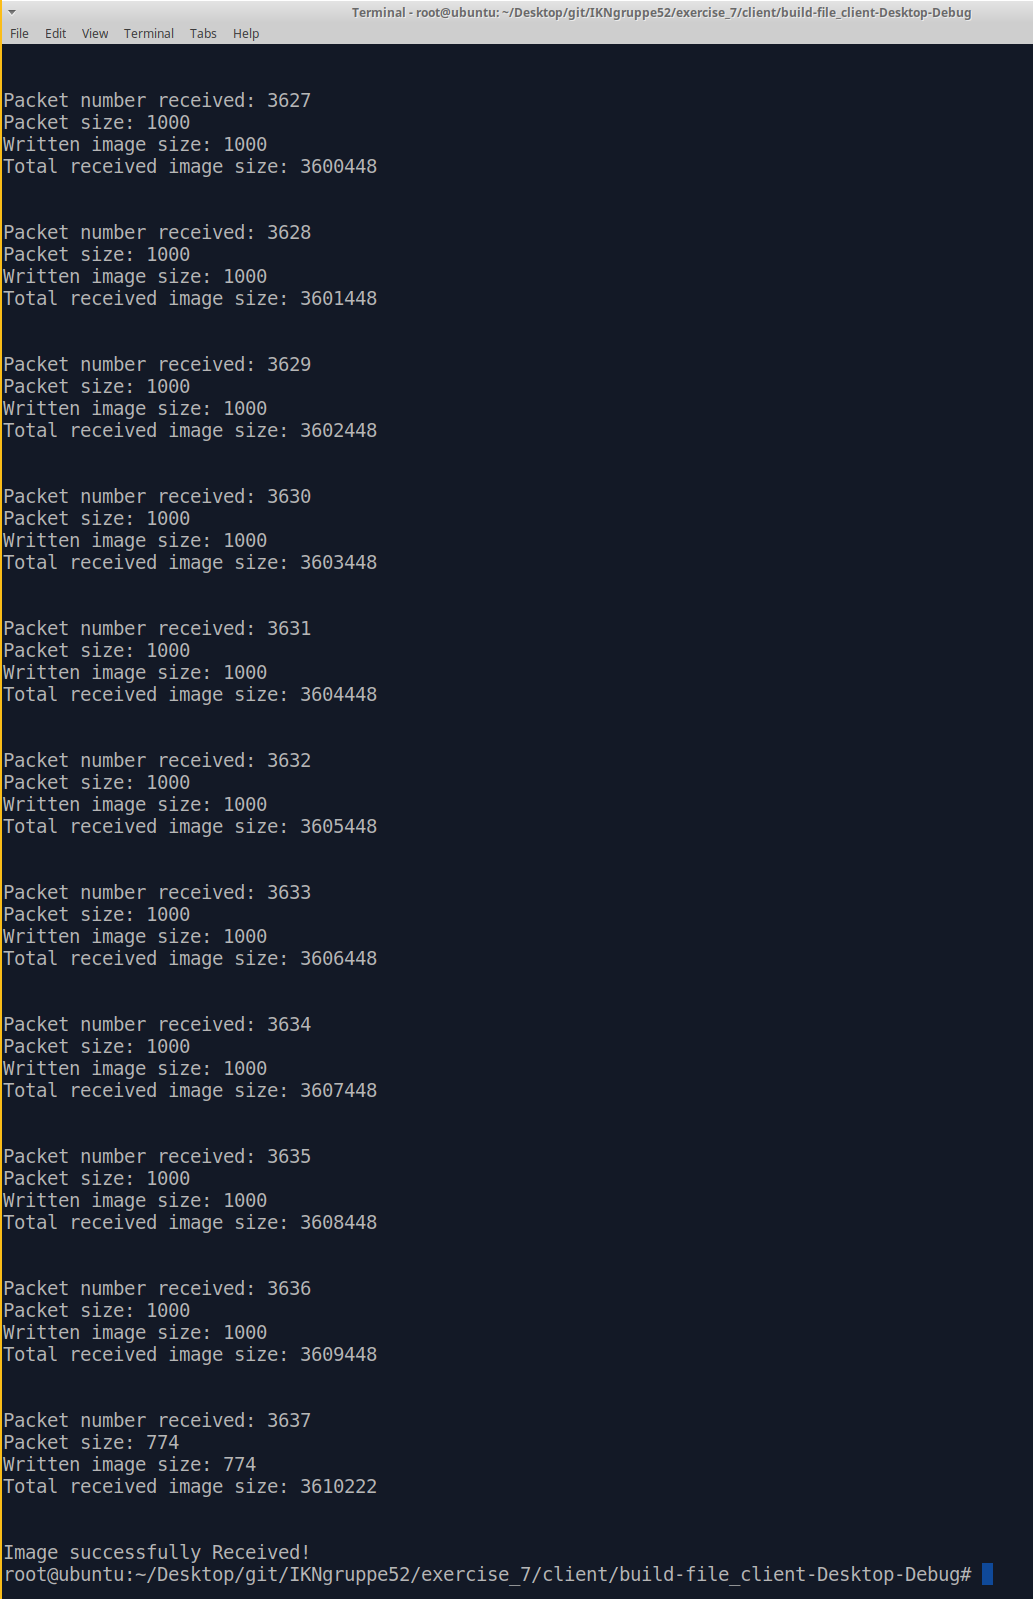 Terminal - root@ubuntu: ~/Desktop/git/IKNgruppe52/exercise_7/client/build-file_client-Desktop-Debug
File Edit View Terminal Tabs Help
Packet number received: 3627
Packet size: 1000
Written image size: 1000
Total received image size: 3600448
Packet number received: 3628
Packet size: 1000
Written image size: 1000
Total received image size: 3601448
Packet number received: 3629
Packet size: 1000
Written image size: 1000
Total received image size: 3602448
Packet number received: 3630
Packet size: 1000
Written image size: 1000
Total received image size: 3603448
Packet number received: 3631
Packet size: 1000
Written image size: 1000
Total received image size: 3604448
Packet number received: 3632
Packet size: 1000
Written image size: 1000
Total received image size: 3605448
Packet number received: 3633
Packet size: 1000
Written image size: 1000
Total received image size: 3606448
Packet number received: 3634
Packet size: 1000
Written image size: 1000
Total received image size: 3607448
Packet number received: 3635
Packet size: 1000
Written image size: 1000
Total received image size: 3608448
Packet number received: 3636
Packet size: 1000
Written image size: 1000
Total received image size: 3609448
Packet number received: 3637
Packet size: 774
Written image size: 774
Total received image size: 3610222
Image successfully Received!
root@ubuntu:~/Desktop/git/IKNgruppe52/exercise_7/client/build-file_client-Desktop-Debug#